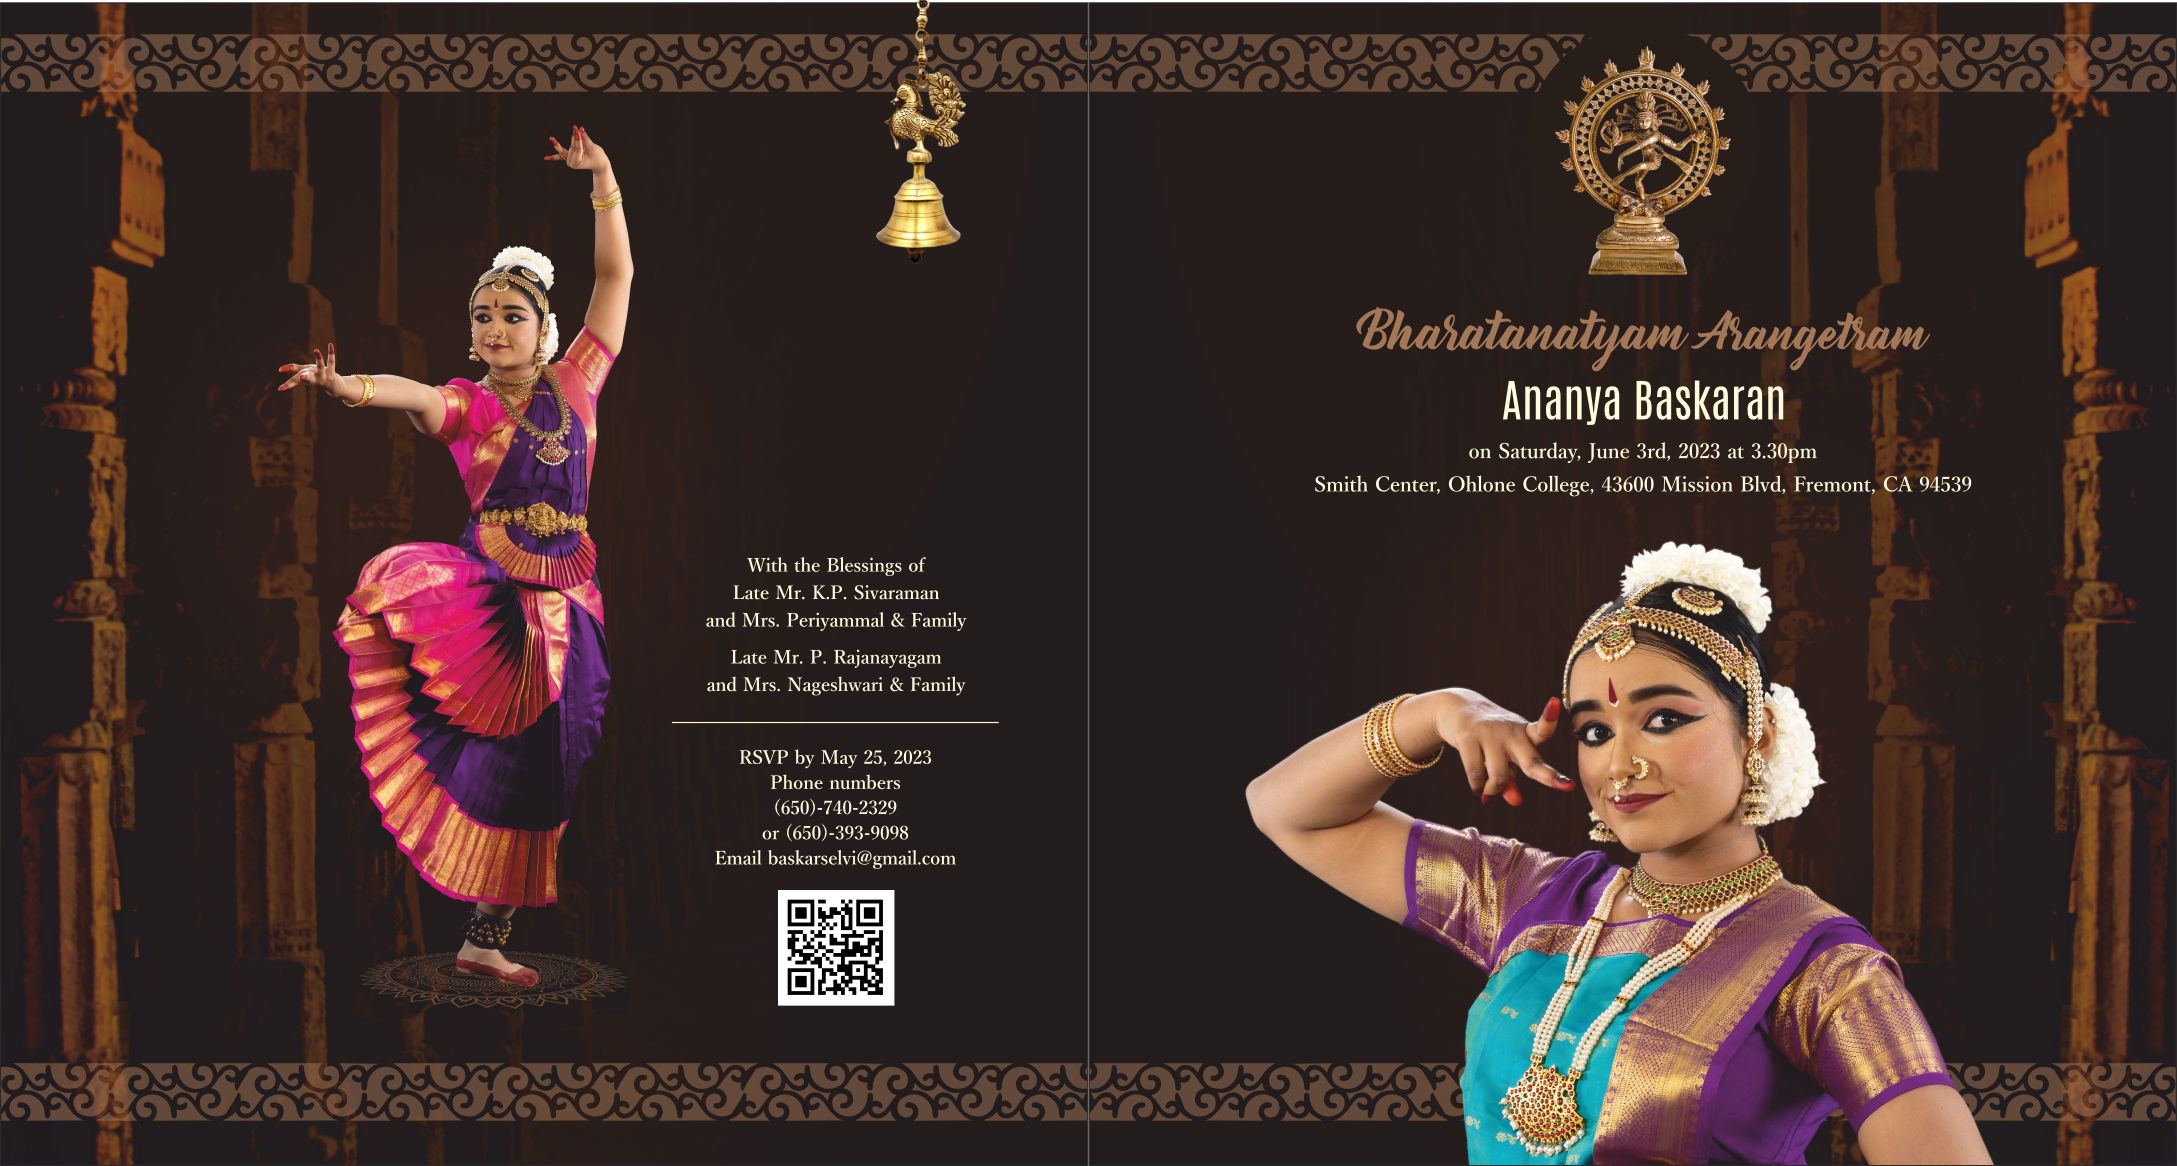 With the Blessings of
Late Mr. K.P. Sivaraman
and Mrs. Periyammal & Family
Late Mr. P. Rajanayagam
and Mrs. Nageshwari & Family
RSVP by May 25, 2023
Phone numbers
(650)-740-2329
or (650)-393-9098
Email baskarselvi@gmail.com
Bharatanatyam Arangetram
Ananya Baskaran
on Saturday, June 3rd, 2023 at 3.30pm
Smith Center, Ohlone College, 43600 Mission Blvd, Fremont, CA 94539